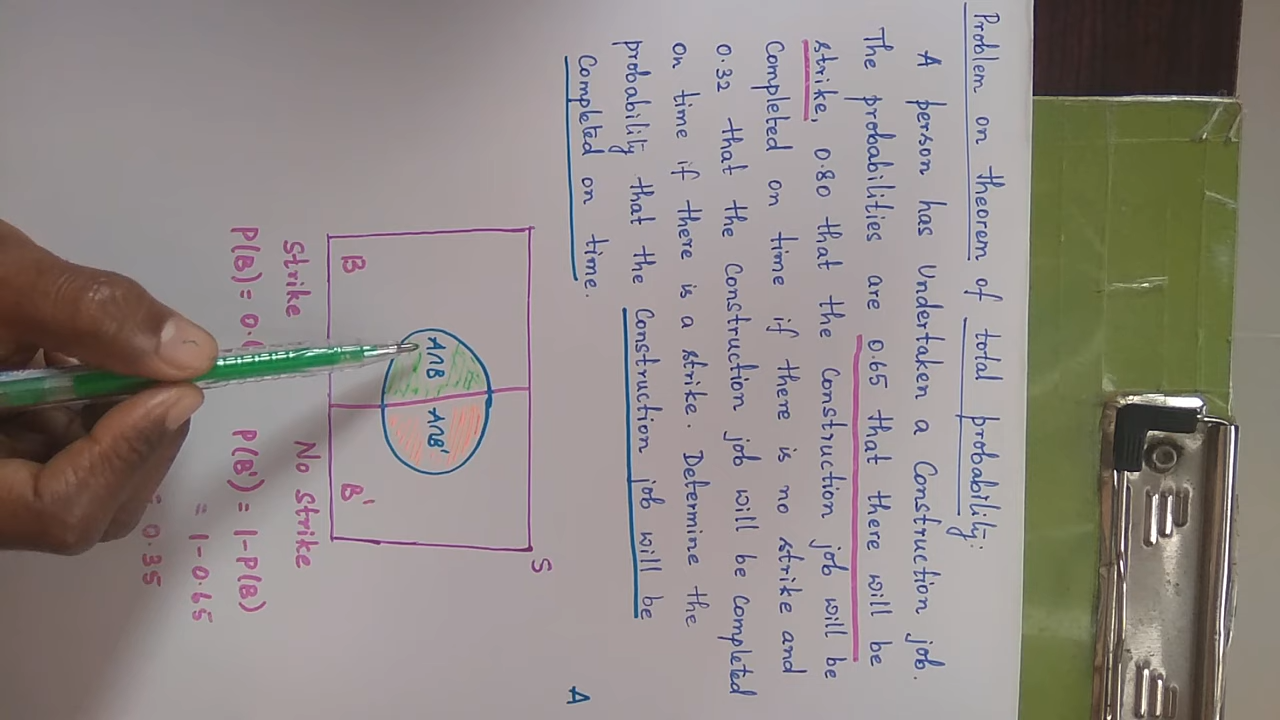 Problem on theorem of total probability:
A person has undertaken a Construction job.
The probabilities are 0.65 that there will be
strike, 0.80 that the Construction job will be
Completed on time if there is no strike and
0.32 that the Construction job will be completed
on time if there is a strike. Determine the
probability that the Construction job will be
Completed on time.
S
A
A∩B A∩B'
B B'
Strike No strike
P(B) = 0. P(B') = 1-P(B)
= 1-0.65
= 0.35